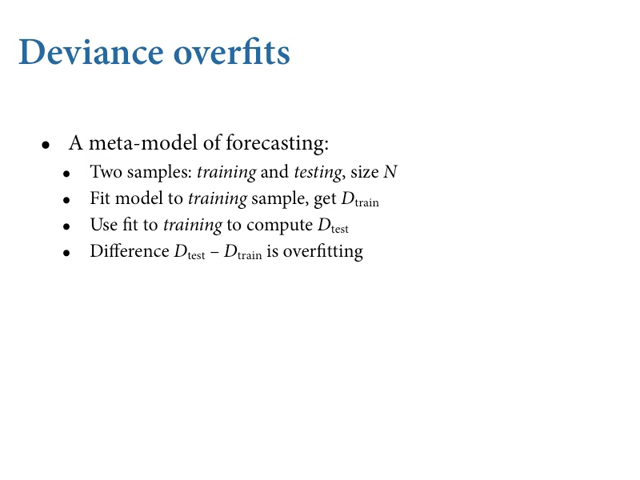 Deviance overfits
• A meta-model of forecasting:
• Two samples: training and testing, size N
• Fit model to training sample, get D_train
• Use fit to training to compute D_test
• Difference D_test – D_train is overfitting